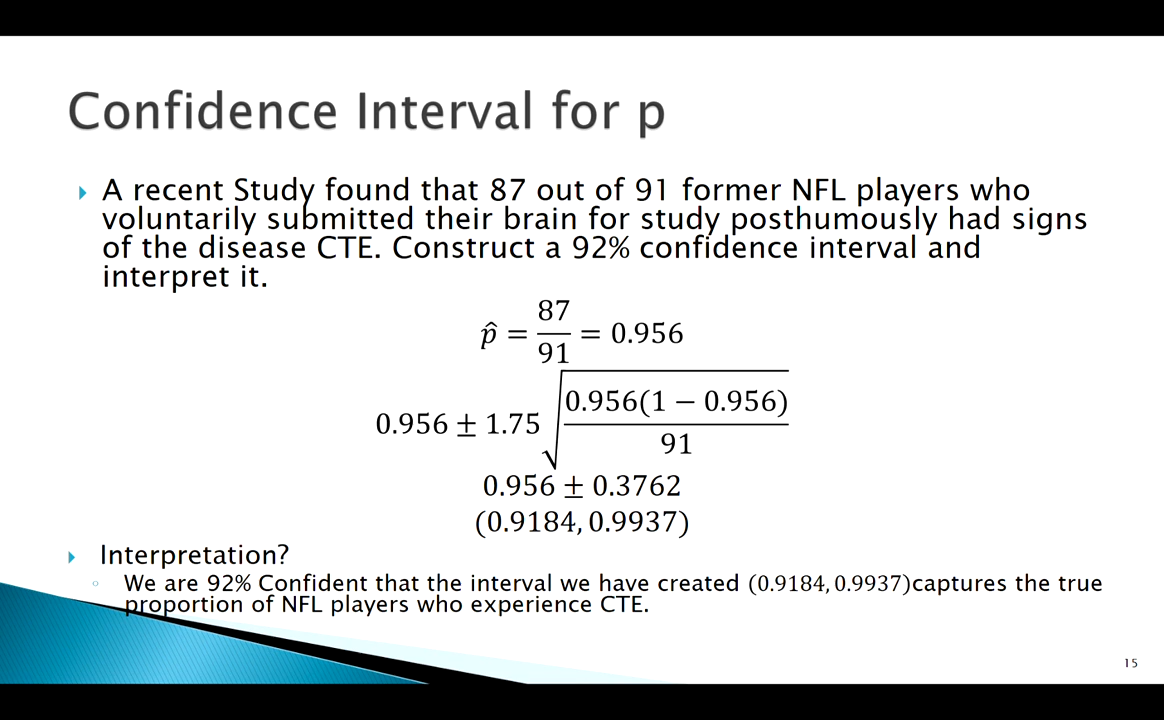 Confidence Interval for p
A recent Study found that 87 out of 91 former NFL players who
voluntarily submitted their brain for study posthumously had signs
of the disease CTE. Construct a 92% confidence interval and
interpret it.
p̂ = 87/91 = 0.956
0.956 ± 1.75 √(0.956(1 − 0.956)/91)
0.956 ± 0.3762
(0.9184, 0.9937)
Interpretation?
We are 92% Confident that the interval we have created (0.9184, 0.9937)captures the true
proportion of NFL players who experience CTE.
15